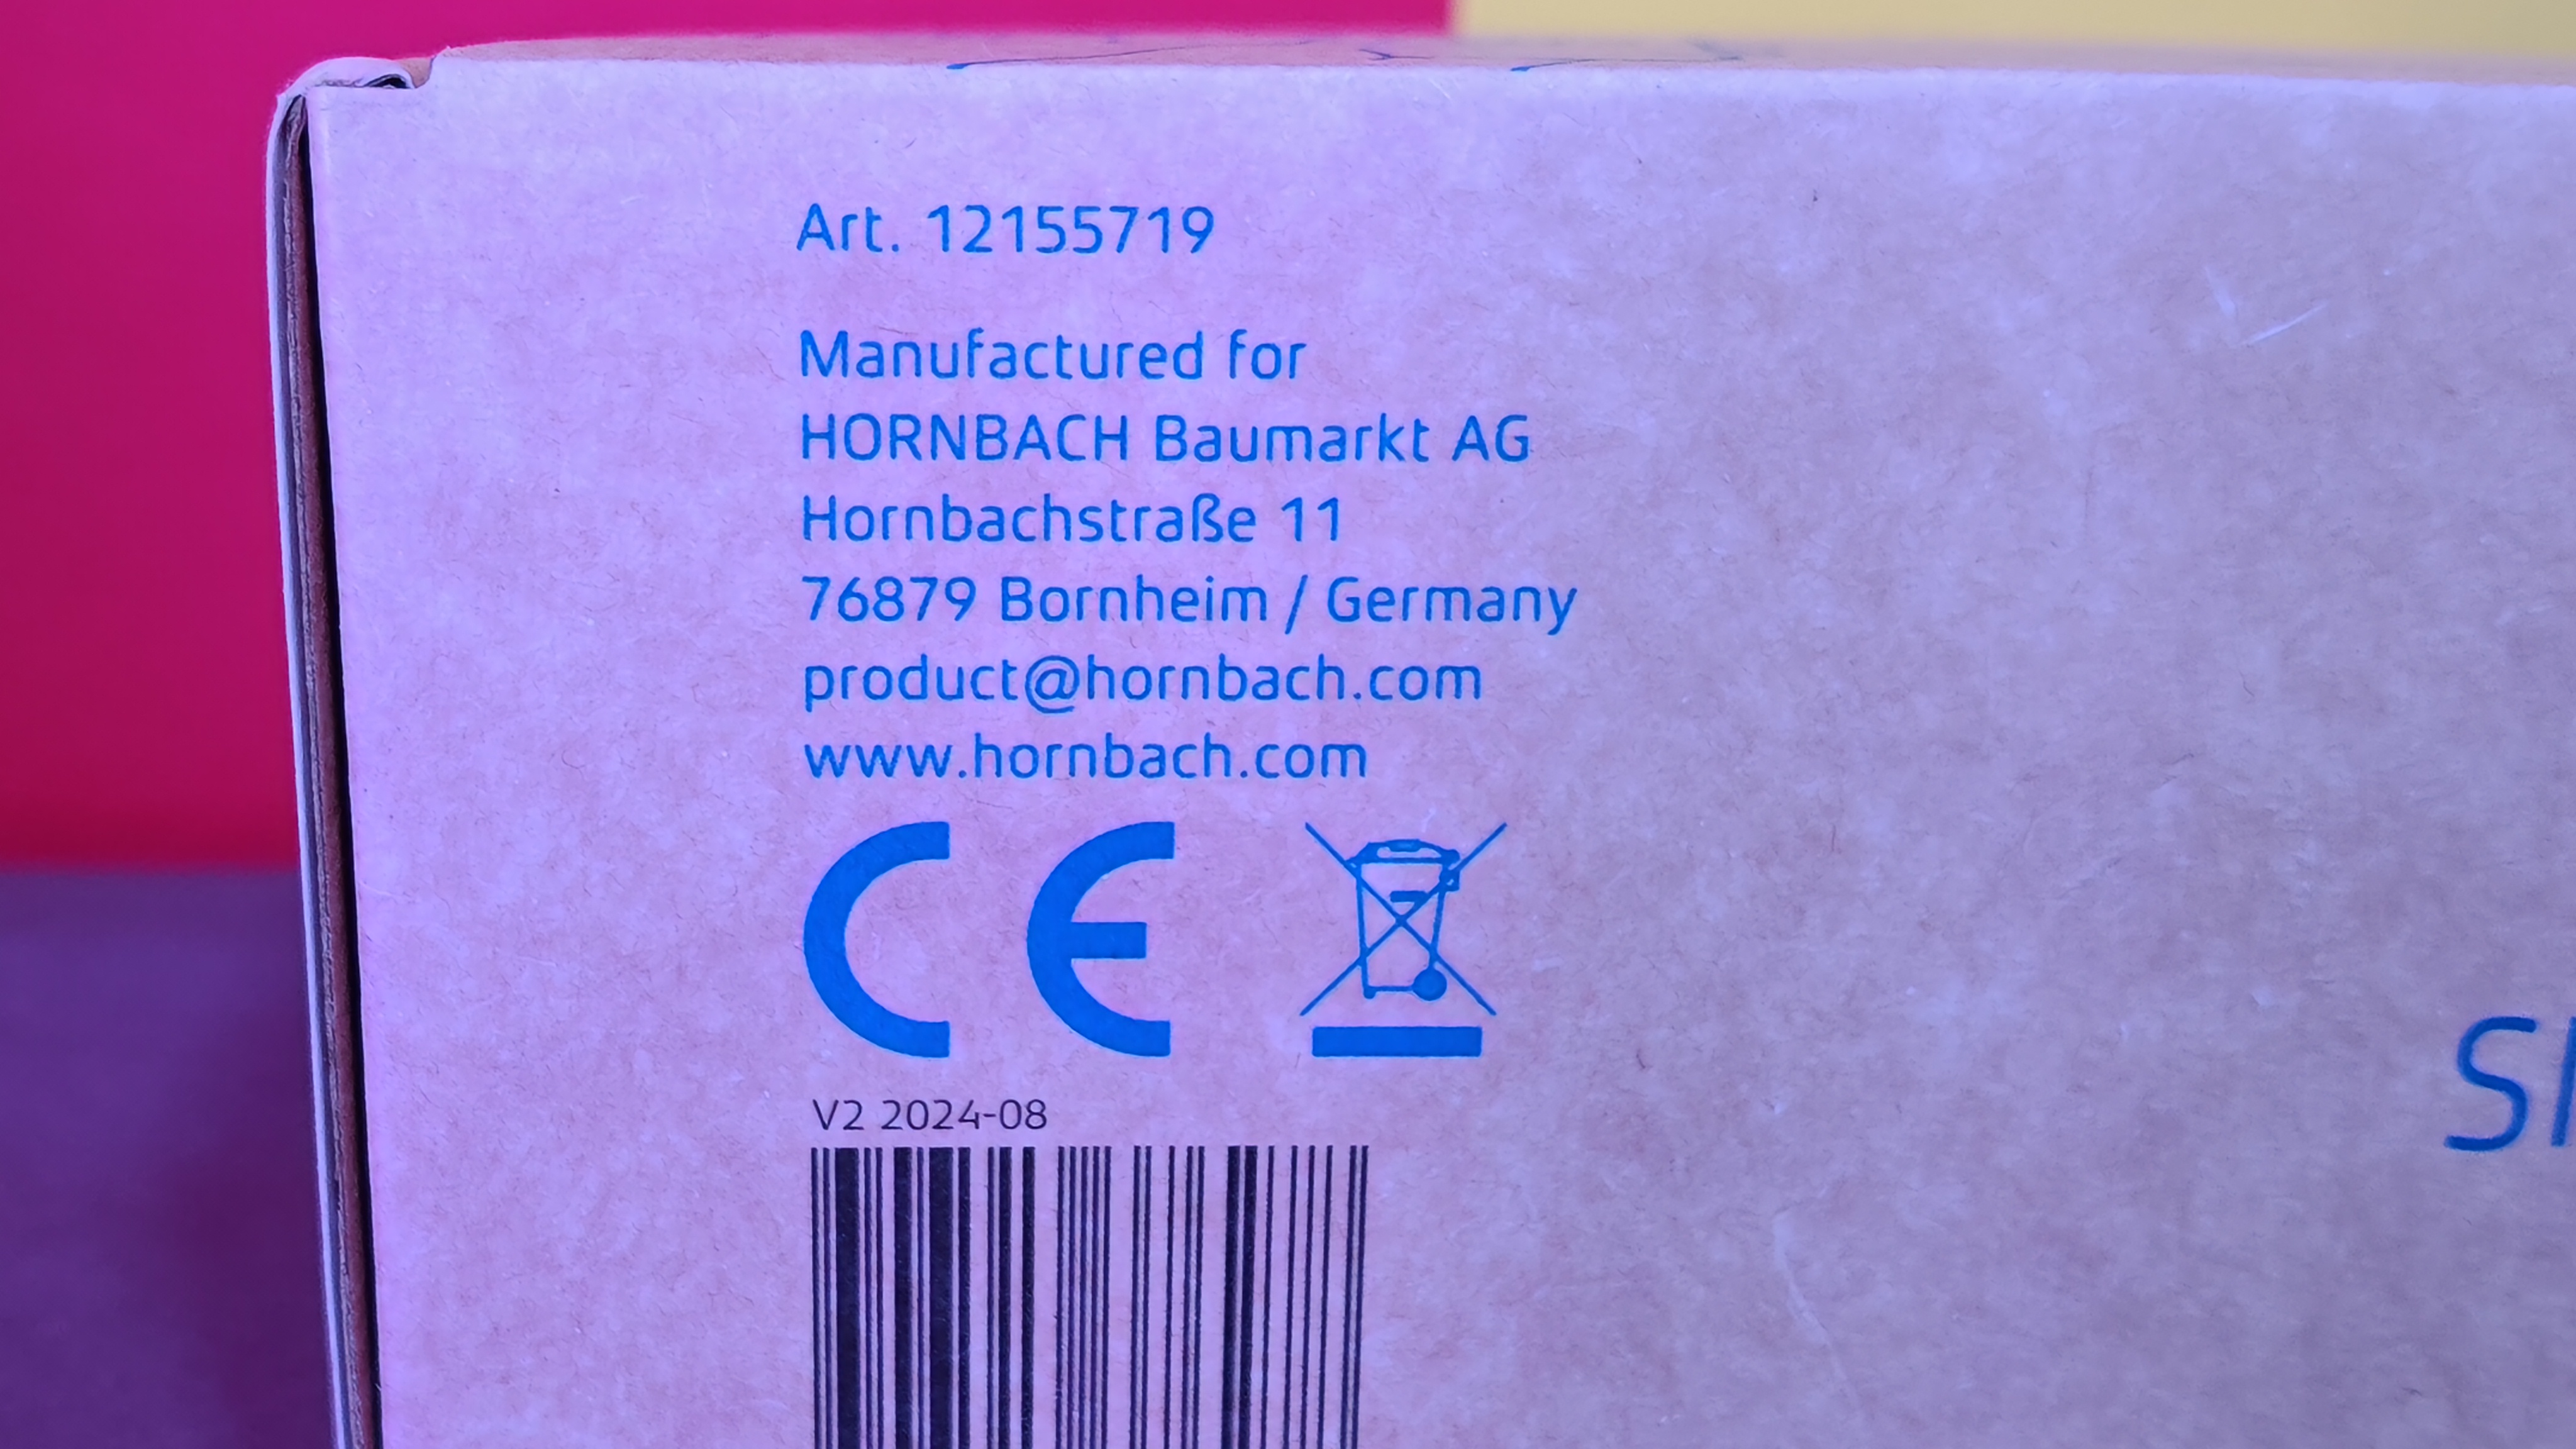 Art. 12155719
Manufactured for
HORNBACH Baumarkt AG
Hornbachstraße 11
76879 Bornheim / Germany
product@hornbach.com
www.hornbach.com
CE
V2 2024-08